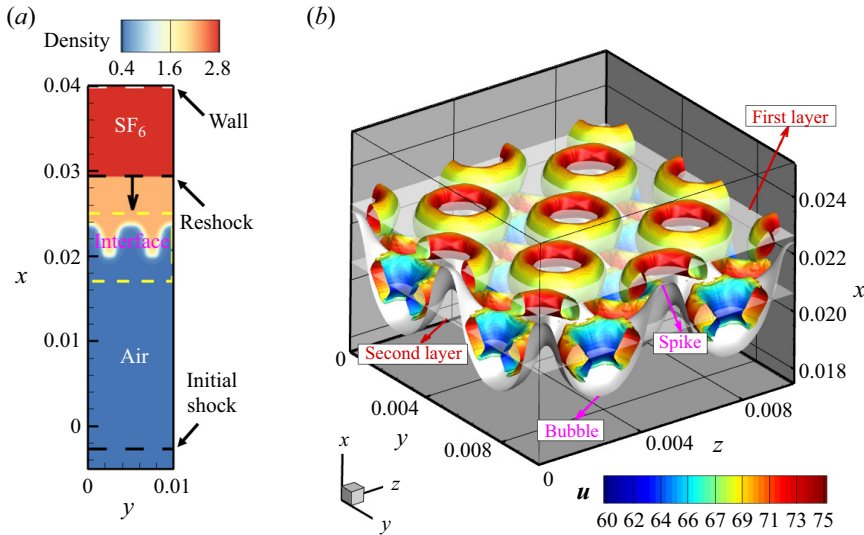 (a)
Density
0.4 1.6 2.8
0.04
SF6
Wall
0.03
Reshock
Interface
0.02
x
0.01
Air
Initial
shock
0
0 0.01
y
(b)
First layer
0.024
0.022
x
0.020
0.018
Second layer
Spike
Bubble
0
0.004
y
0.008
0
0.004
z
0.008
x
z
y
u
60 62 64 66 67 69 71 73 75